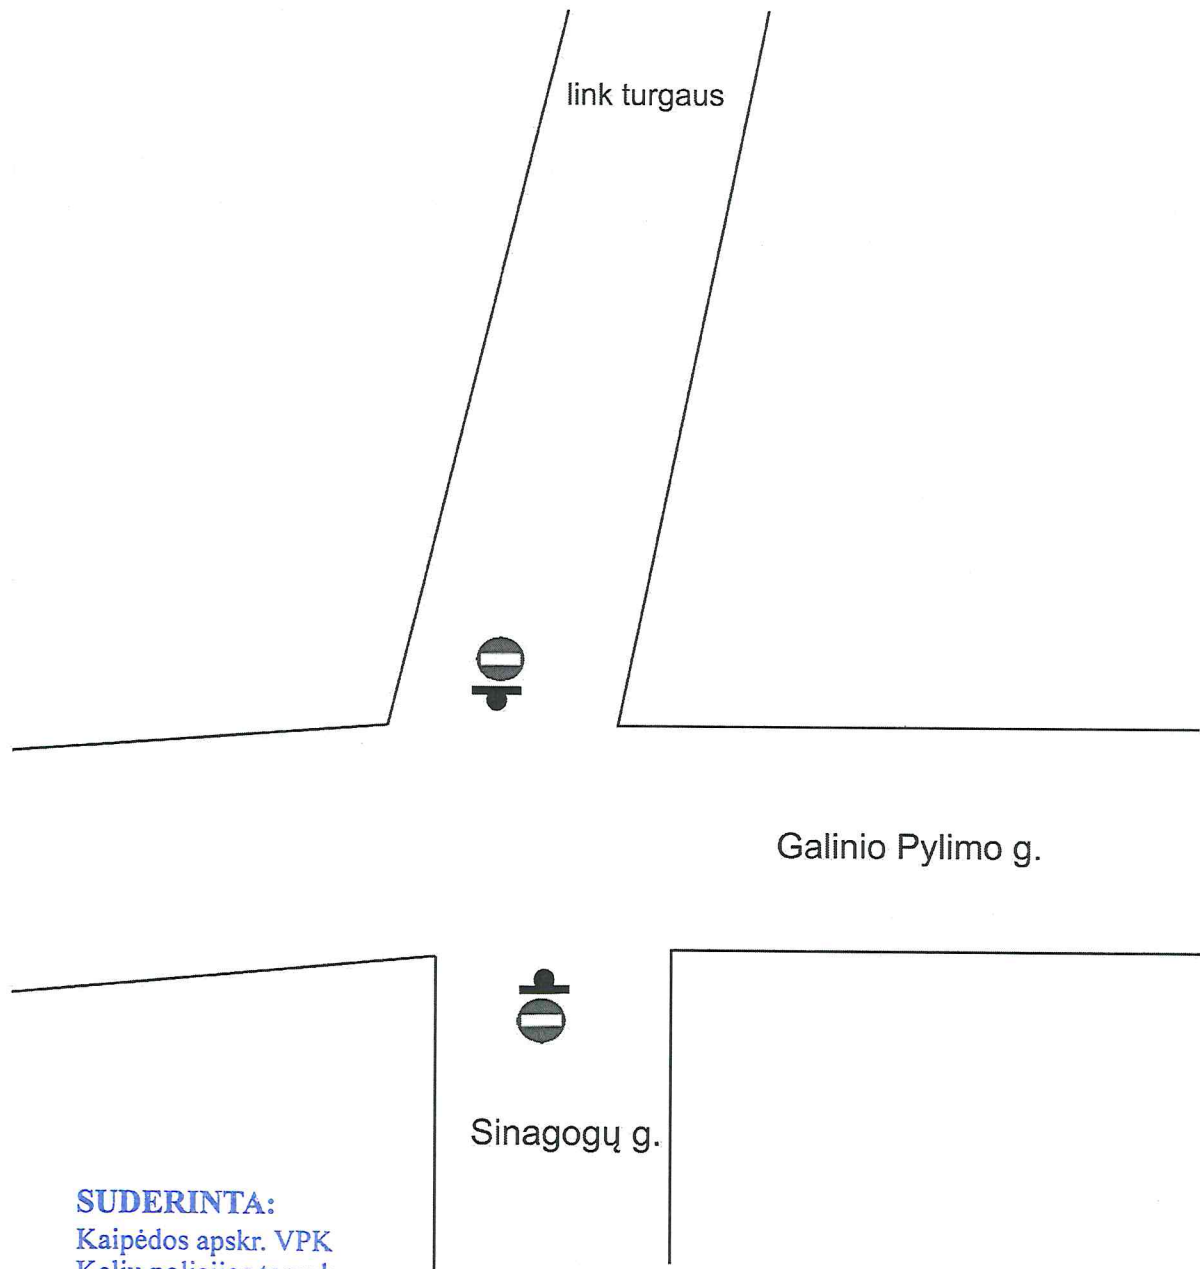 link turgaus
Galinio Pylimo g.
Sinagogų g.
SUDERINTA:
Kaipėdos apskr. VPK